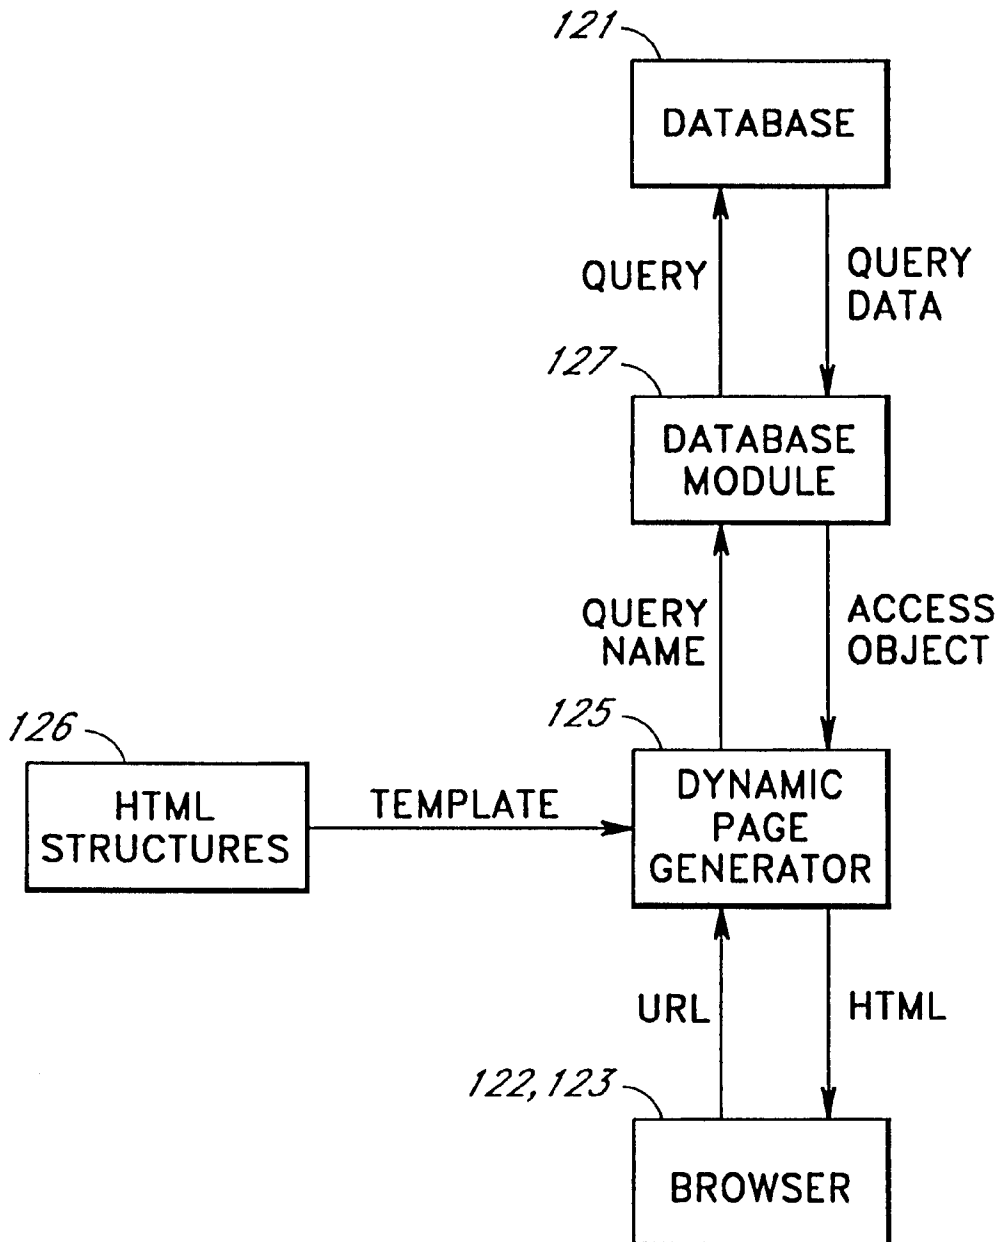 121
DATABASE
QUERY
QUERY
DATA
127
DATABASE
MODULE
QUERY
NAME
ACCESS
OBJECT
126
HTML
STRUCTURES
TEMPLATE
125
DYNAMIC
PAGE
GENERATOR
URL
HTML
122, 123
BROWSER